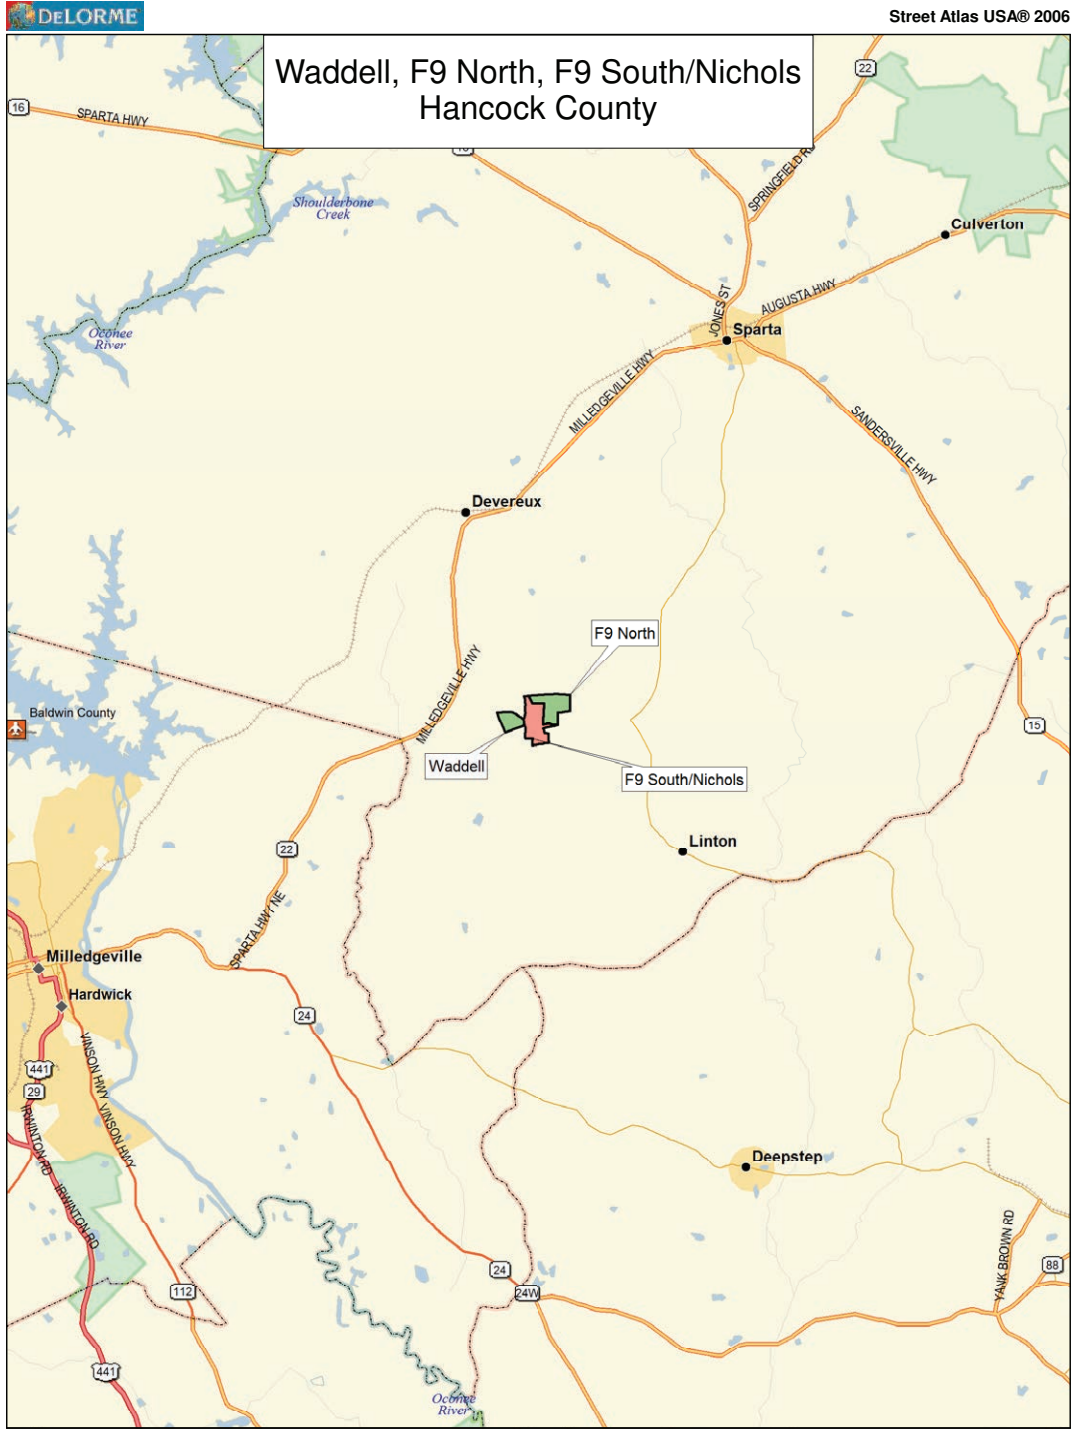 DELORME
Street Atlas USA® 2006
Waddell, F9 North, F9 South/Nichols
Hancock County
22
16
SPARTA HWY
SPRINGFIELD RD
Shoulderbone
Creek
Culverton
JONES ST
AUGUSTA HWY
Oconee
River
Sparta
MILLEDGEVILLE HWY
SANDERSVILLE HWY
Devereux
F9 North
MILLEDGEVILLE HWY
Baldwin County
15
Waddell
F9 South/Nichols
Linton
22
SPARTA HWY NE
Milledgeville
Hardwick
24
VINSON HWY
441
29
IRWINTON RD
VINSON HWY
Deepstep
IRWINTON RD
YANK BROWN RD
24
88
112
24W
441
Oconee
River